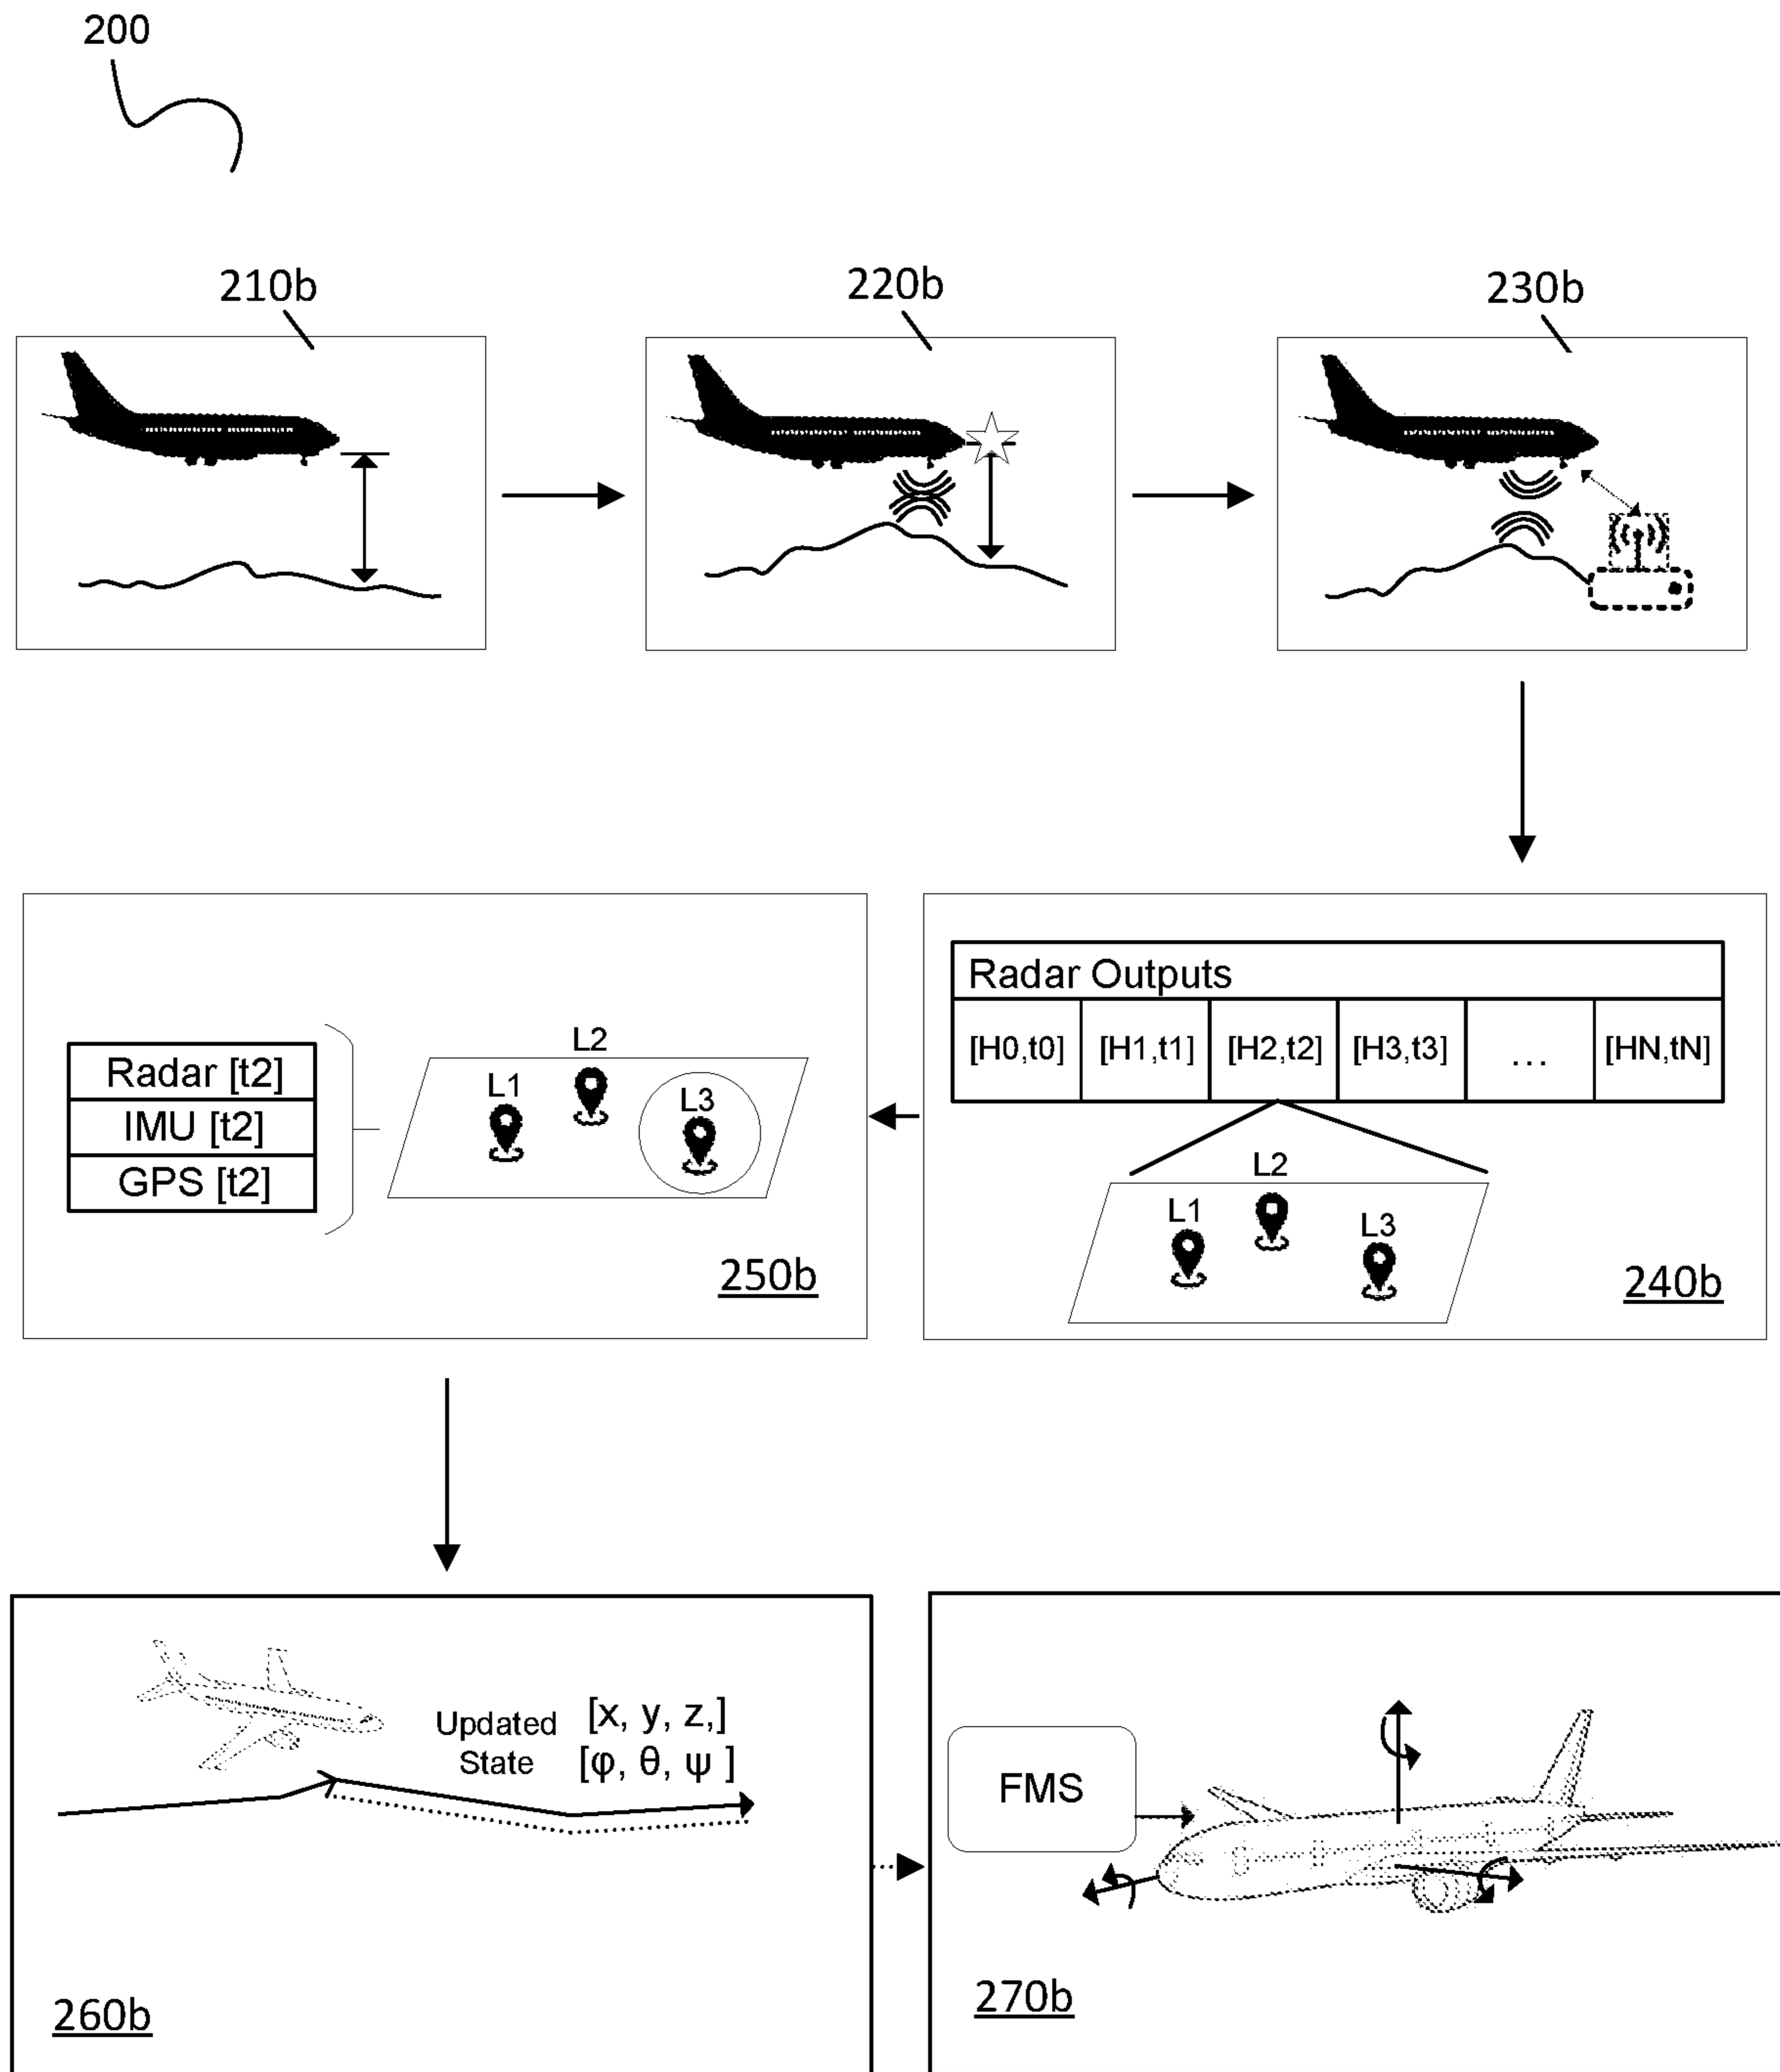 200
210b
220b
230b
Radar Outputs
[H0,t0] [H1,t1] [H2,t2] [H3,t3] ... [HN,tN]
L1
L2
L3
240b
Radar [t2]
IMU [t2]
GPS [t2]
L1
L2
L3
250b
Updated
State
[x, y, z,]
[φ, θ, ψ ]
260b
FMS
270b